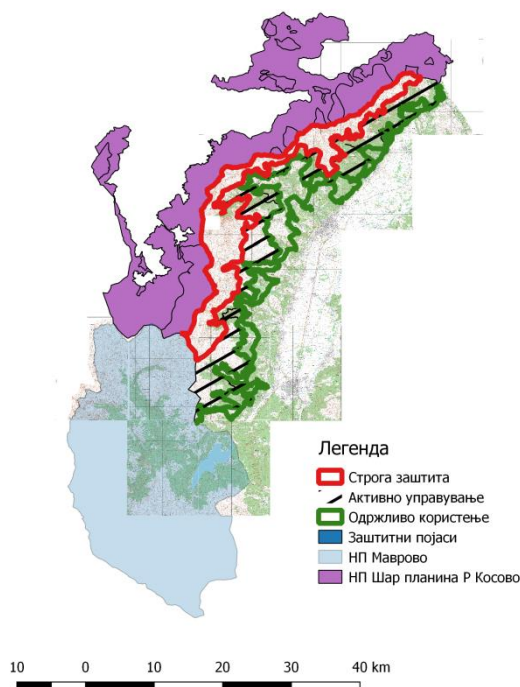 Легенда
Строга заштита
Активно управување
Одржливо користење
Заштитни појаси
НП Маврово
НП Шар планина Р Косово
10 0 10 20 30 40 km